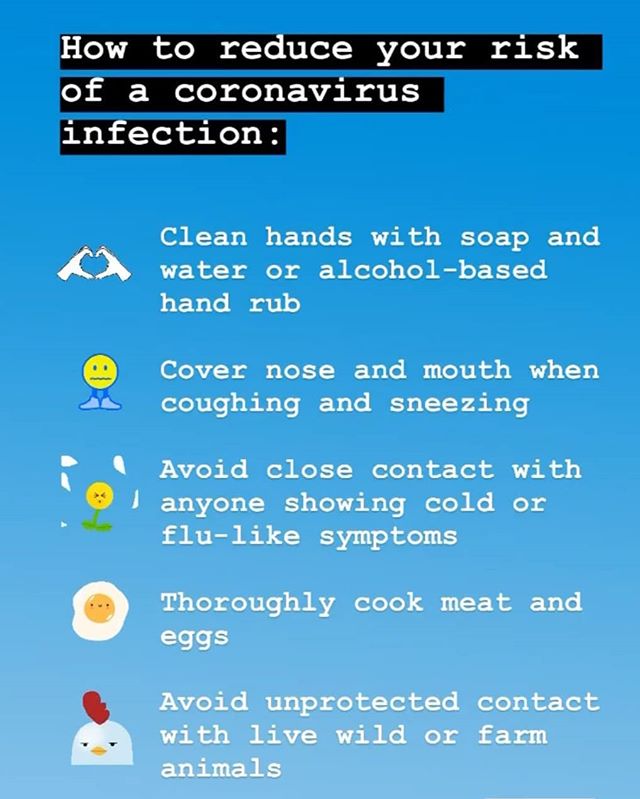 How to reduce your risk
of a coronavirus
infection:
Clean hands with soap and
water or alcohol-based
hand rub
Cover nose and mouth when
coughing and sneezing
Avoid close contact with
anyone showing cold or
flu-like symptoms
Thoroughly cook meat and
eggs
Avoid unprotected contact
with live wild or farm
animals